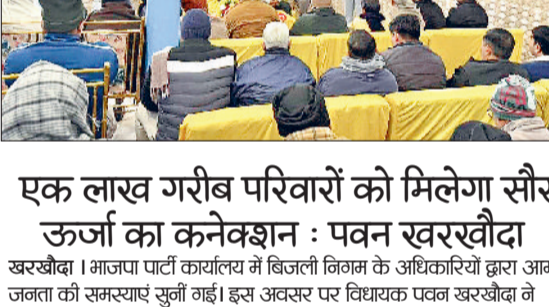 एक लाख गरीब परिवारों को मिलेगा सौर
ऊर्जा का कनेक्शन : पवन खरखौदा
खरखौदा । भाजपा पार्टी कार्यालय में बिजली निगम के अधिकारियों द्वारा आम
जनता की समस्याएं सुनीं गई। इस अवसर पर विधायक पवन खरखौदा ने